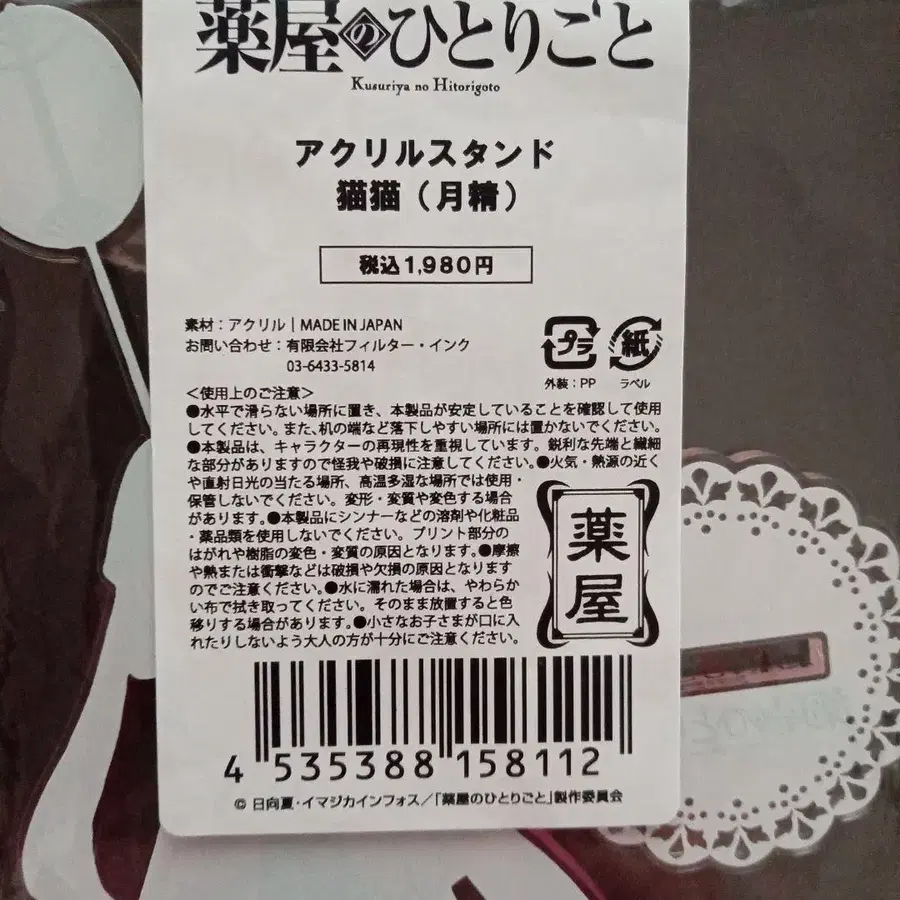 薬屋のひとりごと
Kusuriya no Hitorigoto
アクリルスタンド
猫猫（月精）
税込1,980円
素材：アクリル｜MADE IN JAPAN
お問い合わせ：有限会社フィルター・インク
03-6433-5814
プラ
紙
外装：PP
ラベル
＜使用上のご注意＞
●水平で滑らない場所に置き、本製品が安定していることを確認して使用
してください。また、机の端など落下しやすい場所には置かないでください。
●本製品は、キャラクターの再現性を重視しています。鋭利な先端と繊細
な部分がありますので怪我や破損に注意してください。●火気・熱源の近く
や直射日光の当たる場所、高温多湿な場所では使用・
保管しないでください。変形・変質や変色する場合
があります。●本製品にシンナーなどの溶剤や化粧品
・薬品類を使用しないでください。プリント部分の
はがれや樹脂の変色・変質の原因となります。●摩擦
や熱または衝撃などは破損や欠損の原因となります
のでご注意ください。●水に濡れた場合は、やわらか
い布で拭き取ってください。そのまま放置すると色
移りする場合があります。●小さなお子さまが口に入
れたりしないよう大人の方が十分にご注意ください。
薬屋
4 535388 158112
© 日向夏・イマジカインフォス／「薬屋のひとりごと」製作委員会